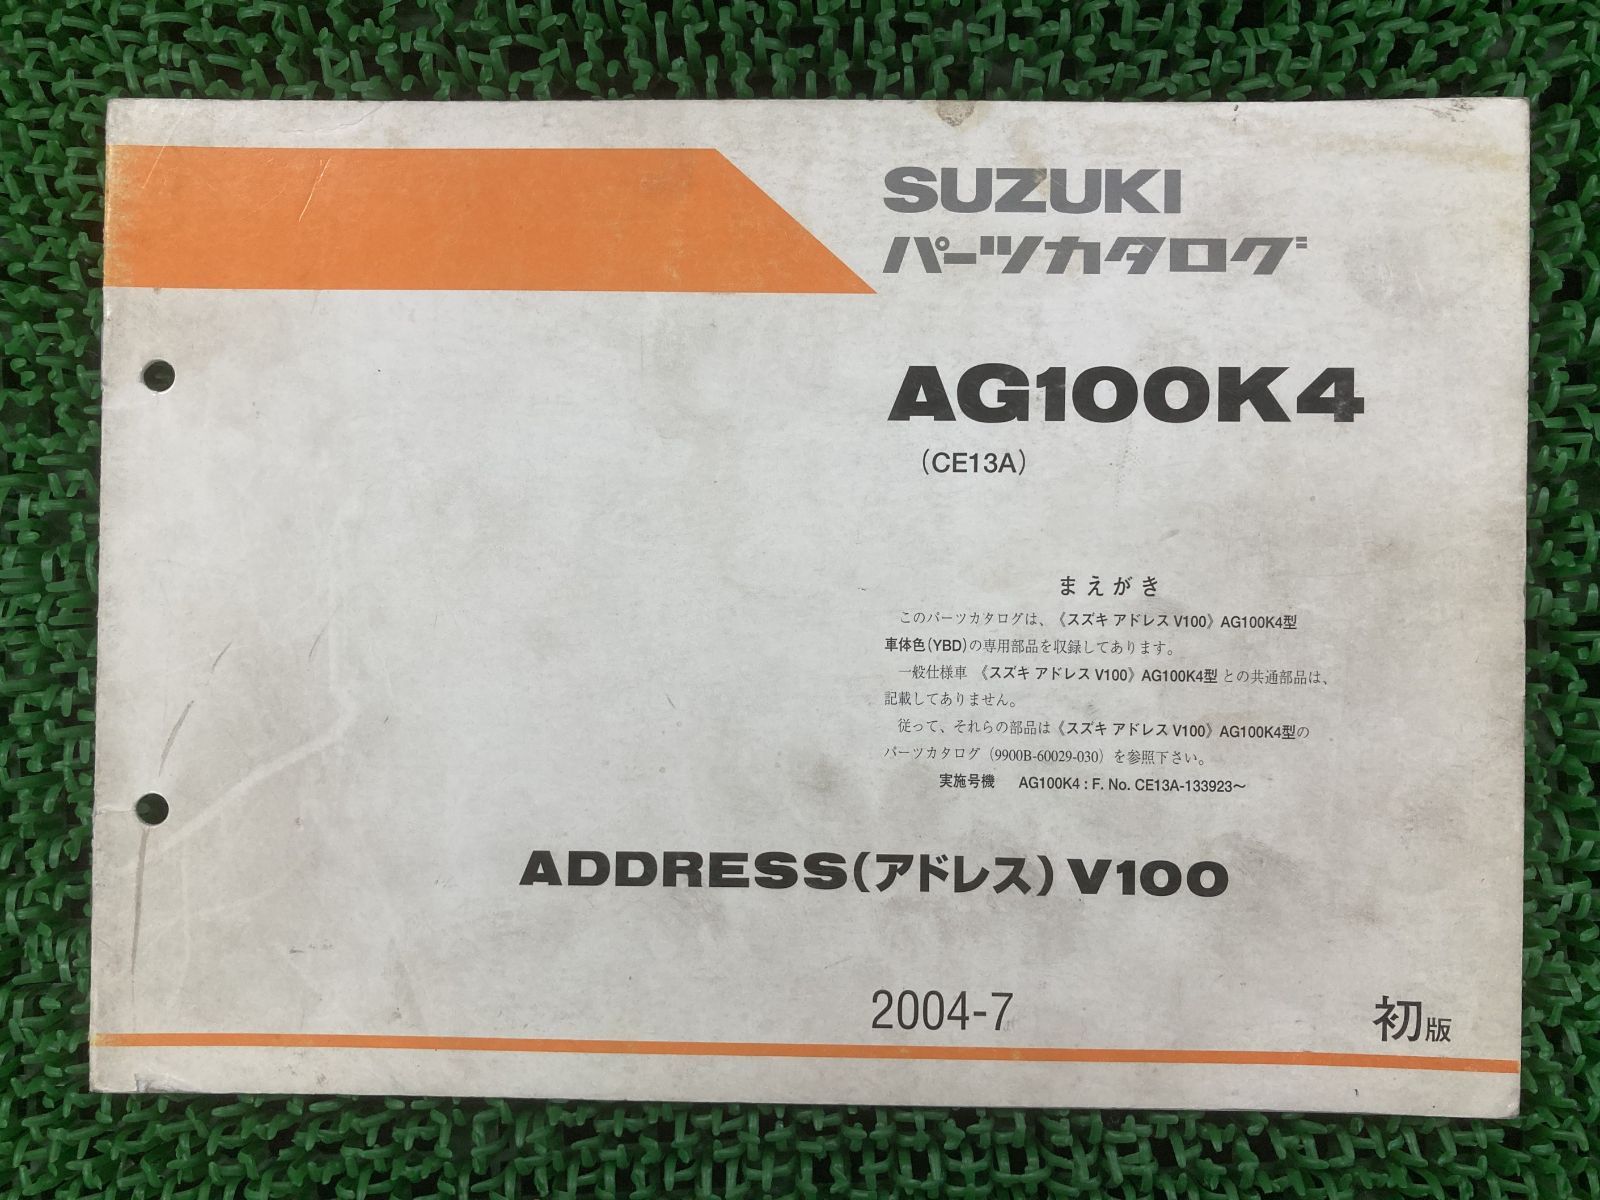 SUZUKI
パーツカタログ
AG100K4
(CE13A)
まえがき
このパーツカタログは、《スズキ アドレス V100》AG100K4型
車体色(YBD)の専用部品を収録してあります。
一般仕様車 《スズキ アドレス V100》AG100K4型 との共通部品は、
記載してありません。
従って、それらの部品は《スズキ アドレス V100》AG100K4型の
パーツカタログ(9900B-60029-030)を参照下さい。
実施号機 AG100K4 : F. No. CE13A-133923～
ADDRESS(アドレス) V100
2004-7
初版